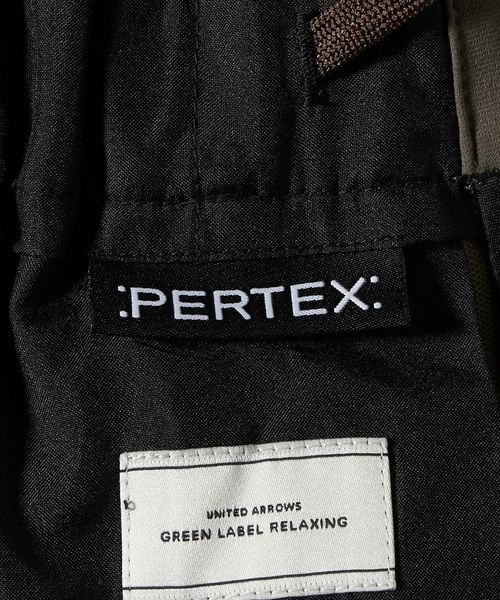 :PERTEX:
UNITED ARROWS
GREEN LABEL RELAXING